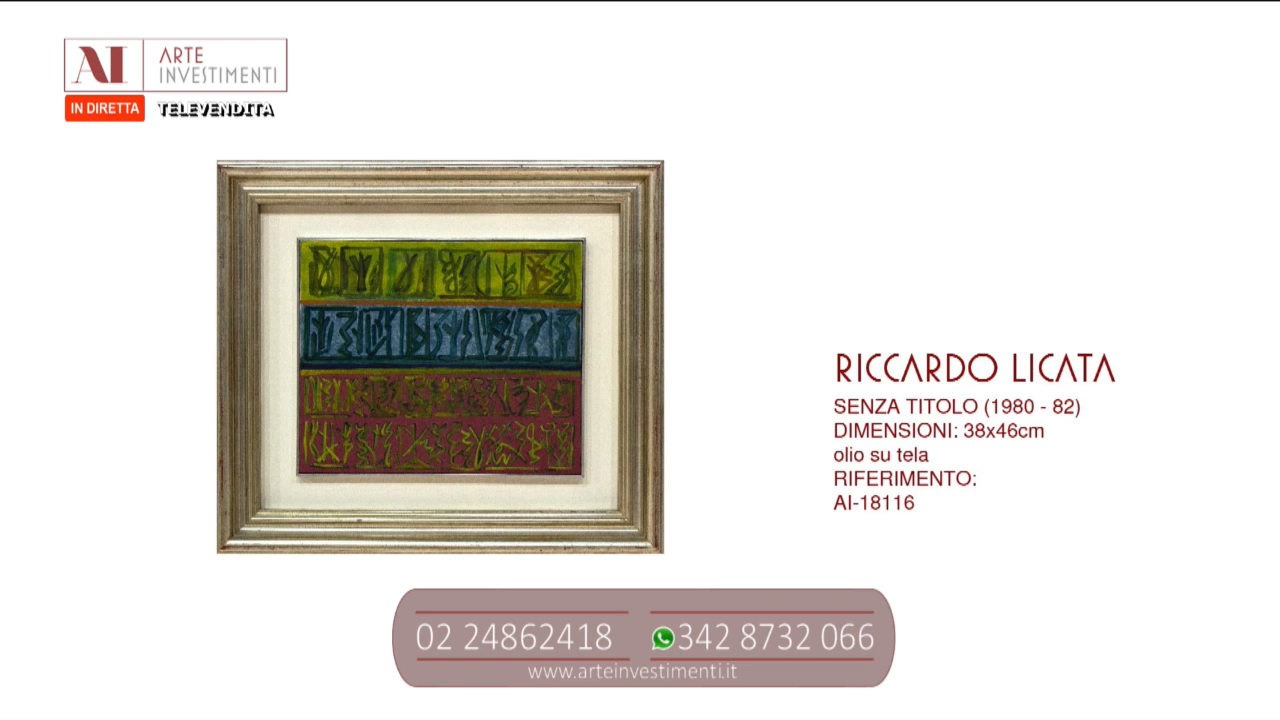 AI
ARTE
INVESTIMENTI
IN DIRETTA TELEVENDITA
RICCARDO LICATA
SENZA TITOLO (1980 - 82)
DIMENSIONI: 38x46cm
olio su tela
RIFERIMENTO:
AI-18116
02 24862418 342 8732 066
www.arteinvestimenti.it